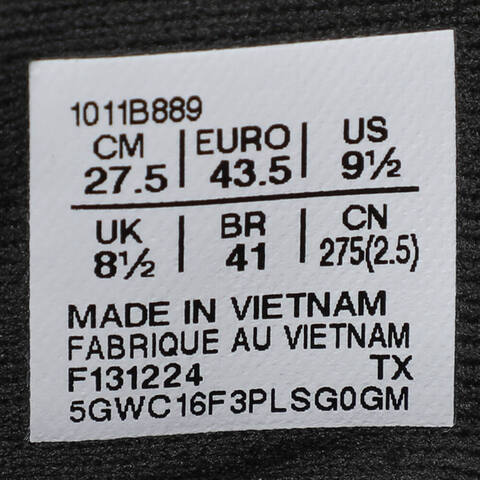 1011B889
CM | EURO | US
27.5 | 43.5 | 9½
UK | BR | CN
8½ | 41 | 275(2.5)
MADE IN VIETNAM
FABRIQUE AU VIETNAM
F131224 TX
5GWC16F3PLSG0GM